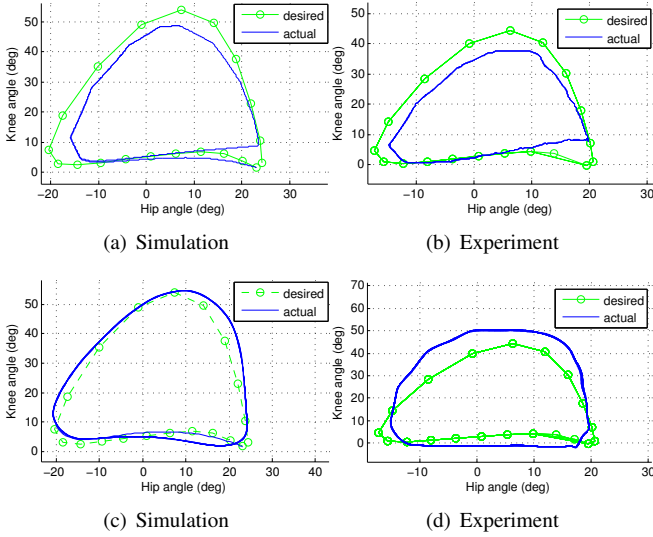 50
40
30
20
10
0
Knee angle (deg)
−20
−10
0
10
20
30
Hip angle (deg)
desired
actual
(a) Simulation
50
40
30
20
10
0
Knee angle (deg)
−10
0
10
20
30
Hip angle (deg)
desired
actual
(b) Experiment
50
40
30
20
10
0
Knee angle (deg)
−20
−10
0
10
20
30
40
Hip angle (deg)
desired
actual
(c) Simulation
70
60
50
40
30
20
10
0
Knee angle (deg)
−10
0
10
20
30
Hip angle (deg)
desired
actual
(d) Experiment